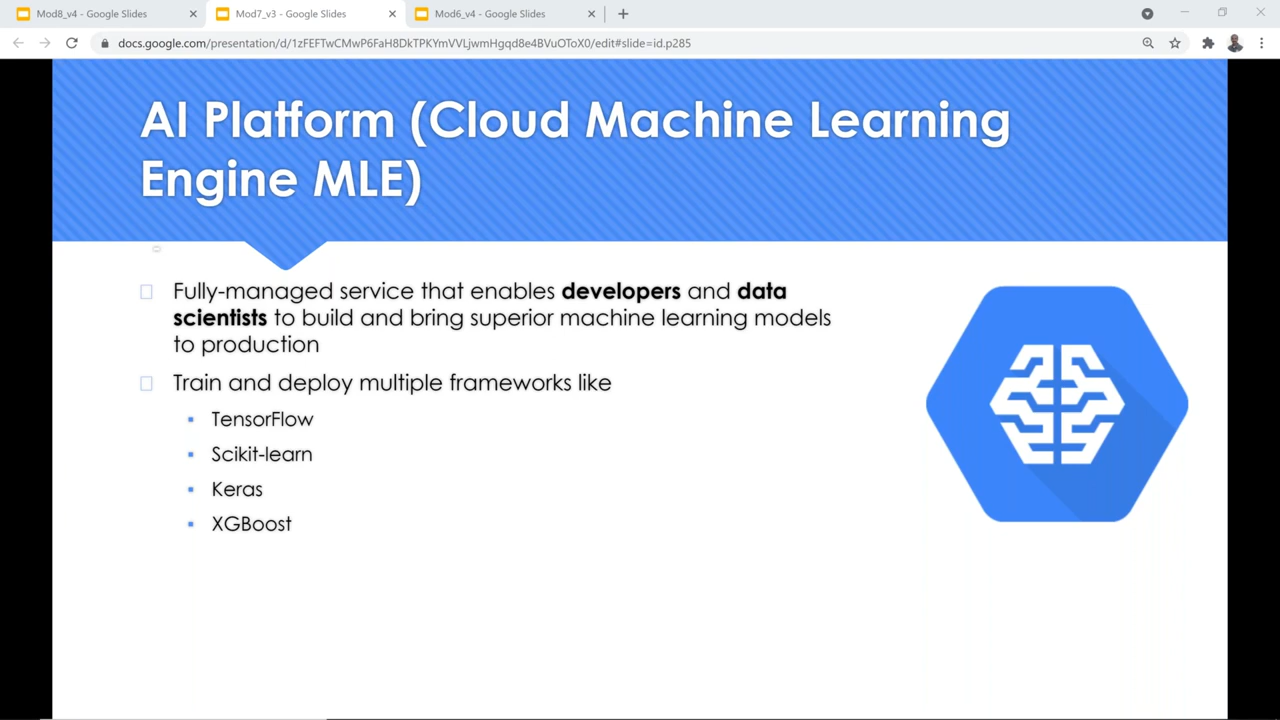 Mod8_v4 - Google Slides
Mod7_v3 - Google Slides
Mod6_v4 - Google Slides
docs.google.com/presentation/d/1zFEFTwCMwP6FaH8DkTPKYmVVLjwmHgqd8e4BVuOToX0/edit#slide=id.p285
AI Platform (Cloud Machine Learning
Engine MLE)
Fully-managed service that enables developers and data
scientists to build and bring superior machine learning models
to production
Train and deploy multiple frameworks like
TensorFlow
Scikit-learn
Keras
XGBoost